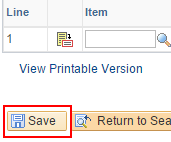 Line Item
1
View Printable Version
Save Return to Sea